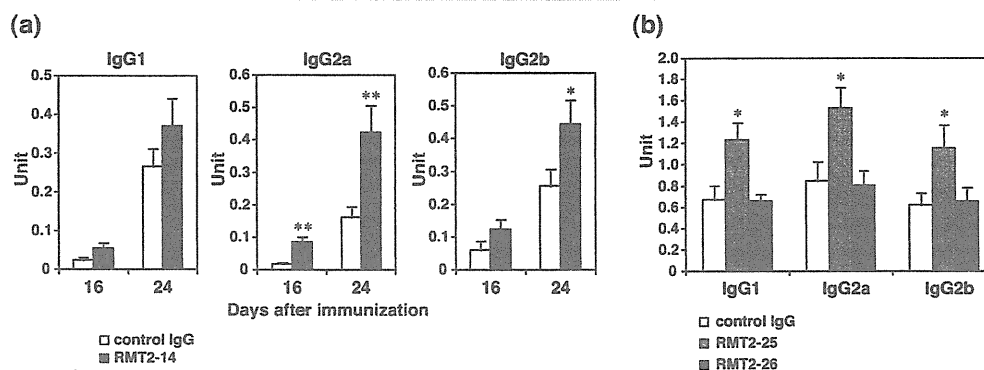 (a)
IgG1
IgG2a
IgG2b
Unit
0.5
0.4
0.3
0.2
0.1
0
16
24
Unit
0.6
0.5
0.4
0.3
0.2
0.1
0
**
**
16
24
Unit
0.6
0.5
0.4
0.3
0.2
0.1
0
*
16
24
Days after immunization
control IgG
RMT2-14
(b)
Unit
2.0
1.8
1.6
1.4
1.2
1.0
0.8
0.6
0.4
0.2
0.0
*
*
*
IgG1
IgG2a
IgG2b
control IgG
RMT2-25
RMT2-26